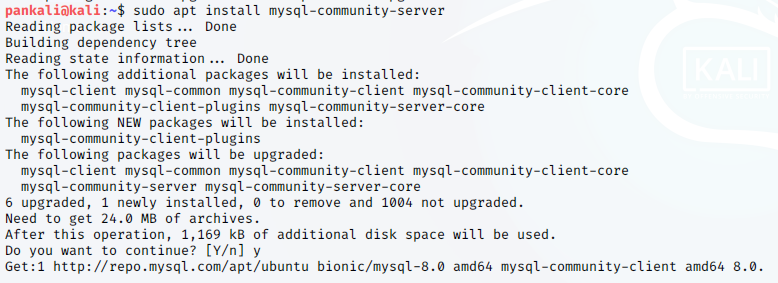 pankali@kali:~$ sudo apt install mysql-community-server
Reading package lists... Done
Building dependency tree
Reading state information... Done
The following additional packages will be installed:
  mysql-client mysql-common mysql-community-client mysql-community-client-core
  mysql-community-client-plugins mysql-community-server-core
The following NEW packages will be installed:
  mysql-community-client-plugins
The following packages will be upgraded:
  mysql-client mysql-common mysql-community-client mysql-community-client-core
  mysql-community-server mysql-community-server-core
6 upgraded, 1 newly installed, 0 to remove and 1004 not upgraded.
Need to get 24.0 MB of archives.
After this operation, 1,169 kB of additional disk space will be used.
Do you want to continue? [Y/n] y
Get:1 http://repo.mysql.com/apt/ubuntu bionic/mysql-8.0 amd64 mysql-community-client amd64 8.0.
KALI